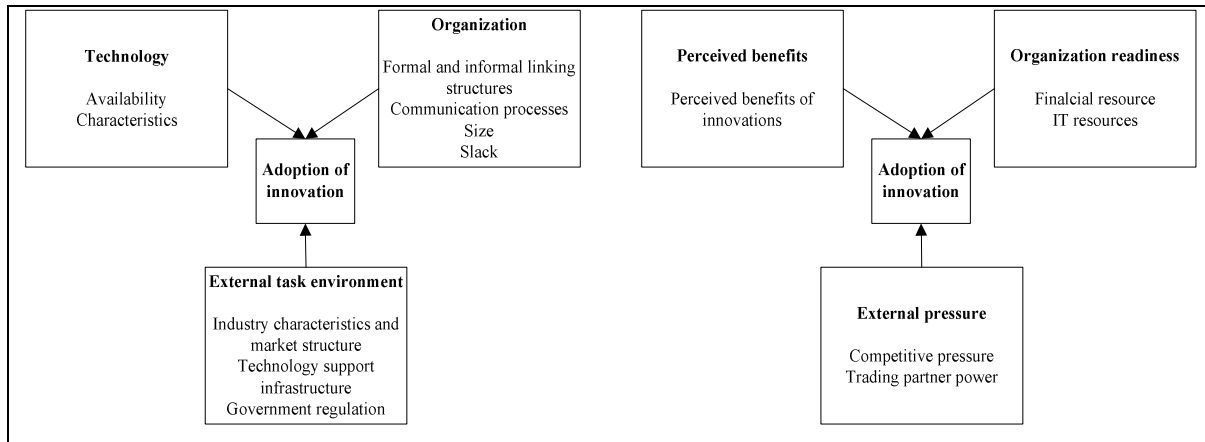 Technology
Availability
Characteristics
Organization
Formal and informal linking
structures
Communication processes
Size
Slack
Adoption of
innovation
External task environment
Industry characteristics and
market structure
Technology support
infrastructure
Government regulation
Perceived benefits
Perceived benefits of
innovations
Organization readiness
Finalcial resource
IT resources
Adoption of
innovation
External pressure
Competitive pressure
Trading partner power